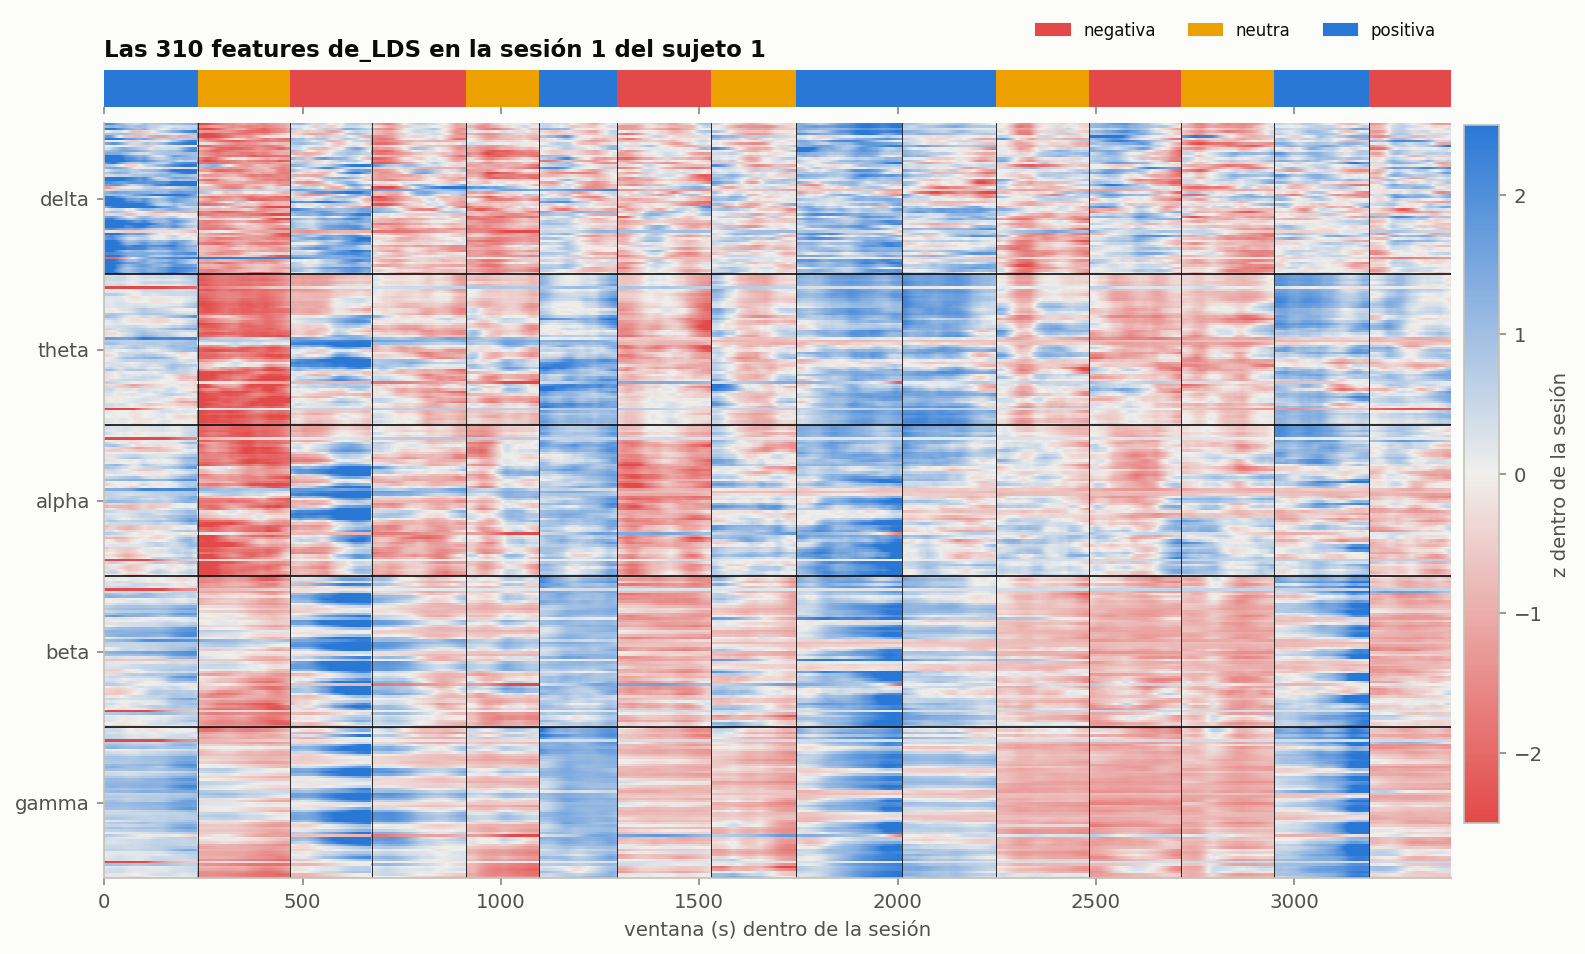 negativa
neutra
positiva
Las 310 features de_LDS en la sesión 1 del sujeto 1
delta
theta
alpha
beta
gamma
0
500
1000
1500
2000
2500
3000
ventana (s) dentro de la sesión
2
1
0
−1
−2
z dentro de la sesión